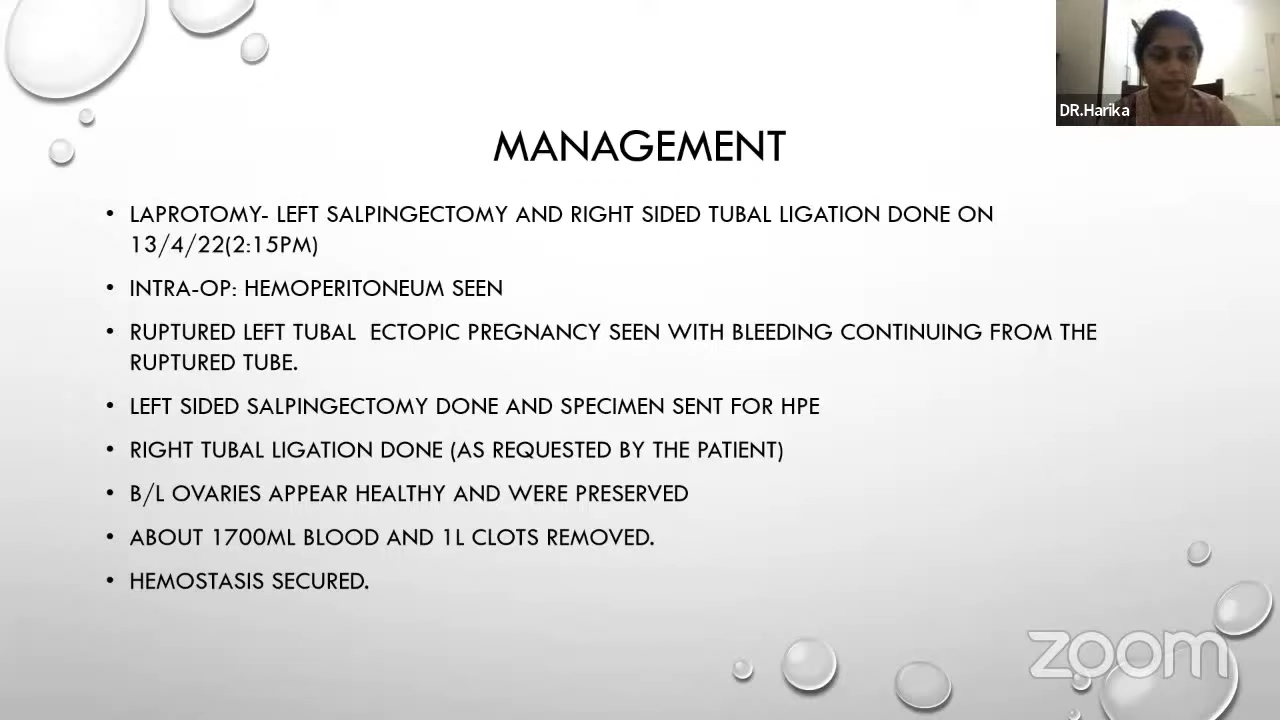 DR.Harika
MANAGEMENT
• LAPROTOMY- LEFT SALPINGECTOMY AND RIGHT SIDED TUBAL LIGATION DONE ON
13/4/22(2:15PM)
• INTRA-OP: HEMOPERITONEUM SEEN
• RUPTURED LEFT TUBAL ECTOPIC PREGNANCY SEEN WITH BLEEDING CONTINUING FROM THE
RUPTURED TUBE.
• LEFT SIDED SALPINGECTOMY DONE AND SPECIMEN SENT FOR HPE
• RIGHT TUBAL LIGATION DONE (AS REQUESTED BY THE PATIENT)
• B/L OVARIES APPEAR HEALTHY AND WERE PRESERVED
• ABOUT 1700ML BLOOD AND 1L CLOTS REMOVED.
• HEMOSTASIS SECURED.
zoom